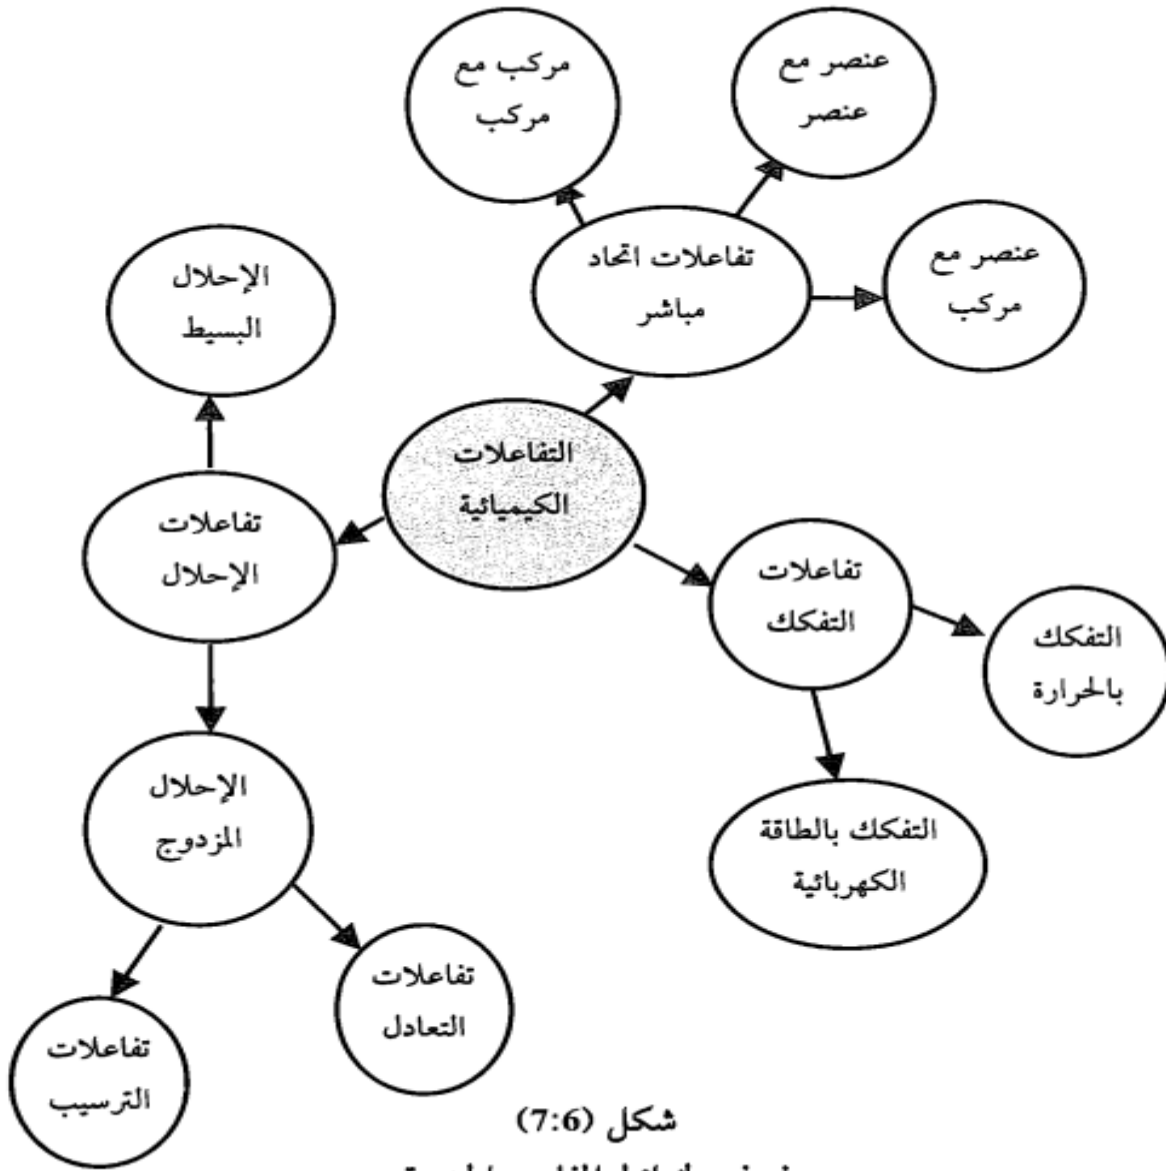 مركب مع
مركب
عنصر مع
عنصر
عنصر مع
مركب
تفاعلات اتحاد
مباشر
الإحلال
البسيط
التفاعلات
الكيميائية
تفاعلات
الإحلال
تفاعلات
التفكك
التفكك
بالحرارة
الإحلال
المزدوج
التفكك بالطاقة
الكهربائية
تفاعلات
التعادل
تفاعلات
الترسيب
شكل (7:6)